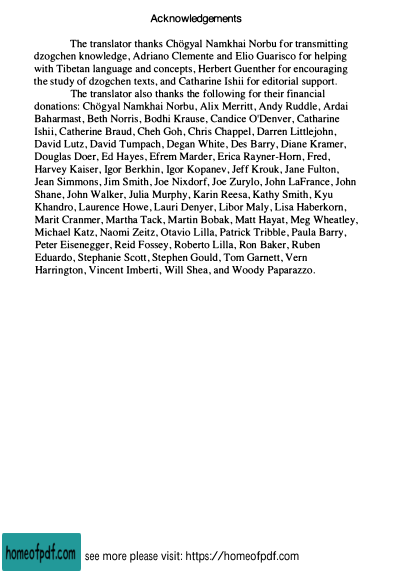 Acknowledgements
The translator thanks Chögyal Namkhai Norbu for transmitting
dzogchen knowledge, Adriano Clemente and Elio Guarisco for helping
with Tibetan language and concepts, Herbert Guenther for encouraging
the study of dzogchen texts, and Catharine Ishii for editorial support.
The translator also thanks the following for their financial
donations: Chögyal Namkhai Norbu, Alix Merritt, Andy Ruddle, Ardai
Baharmast, Beth Norris, Bodhi Krause, Candice O'Denver, Catharine
Ishii, Catherine Braud, Cheh Goh, Chris Chappel, Darren Littlejohn,
David Lutz, David Tumpach, Degan White, Des Barry, Diane Kramer,
Douglas Doer, Ed Hayes, Efrem Marder, Erica Rayner-Horn, Fred,
Harvey Kaiser, Igor Berkhin, Igor Kopanev, Jeff Krouk, Jane Fulton,
Jean Simmons, Jim Smith, Joe Nixdorf, Joe Zurylo, John LaFrance, John
Shane, John Walker, Julia Murphy, Karin Reesa, Kathy Smith, Kyu
Khandro, Laurence Howe, Lauri Denyer, Libor Maly, Lisa Haberkorn,
Marit Cranmer, Martha Tack, Martin Bobak, Matt Hayat, Meg Wheatley,
Michael Katz, Naomi Zeitz, Otavio Lilla, Patrick Tribble, Paula Barry,
Peter Eisenegger, Reid Fossey, Roberto Lilla, Ron Baker, Ruben
Eduardo, Stephanie Scott, Stephen Gould, Tom Garnett, Vern
Harrington, Vincent Imberti, Will Shea, and Woody Paparazzo.
homeofpdf.com see more please visit: https://homeofpdf.com